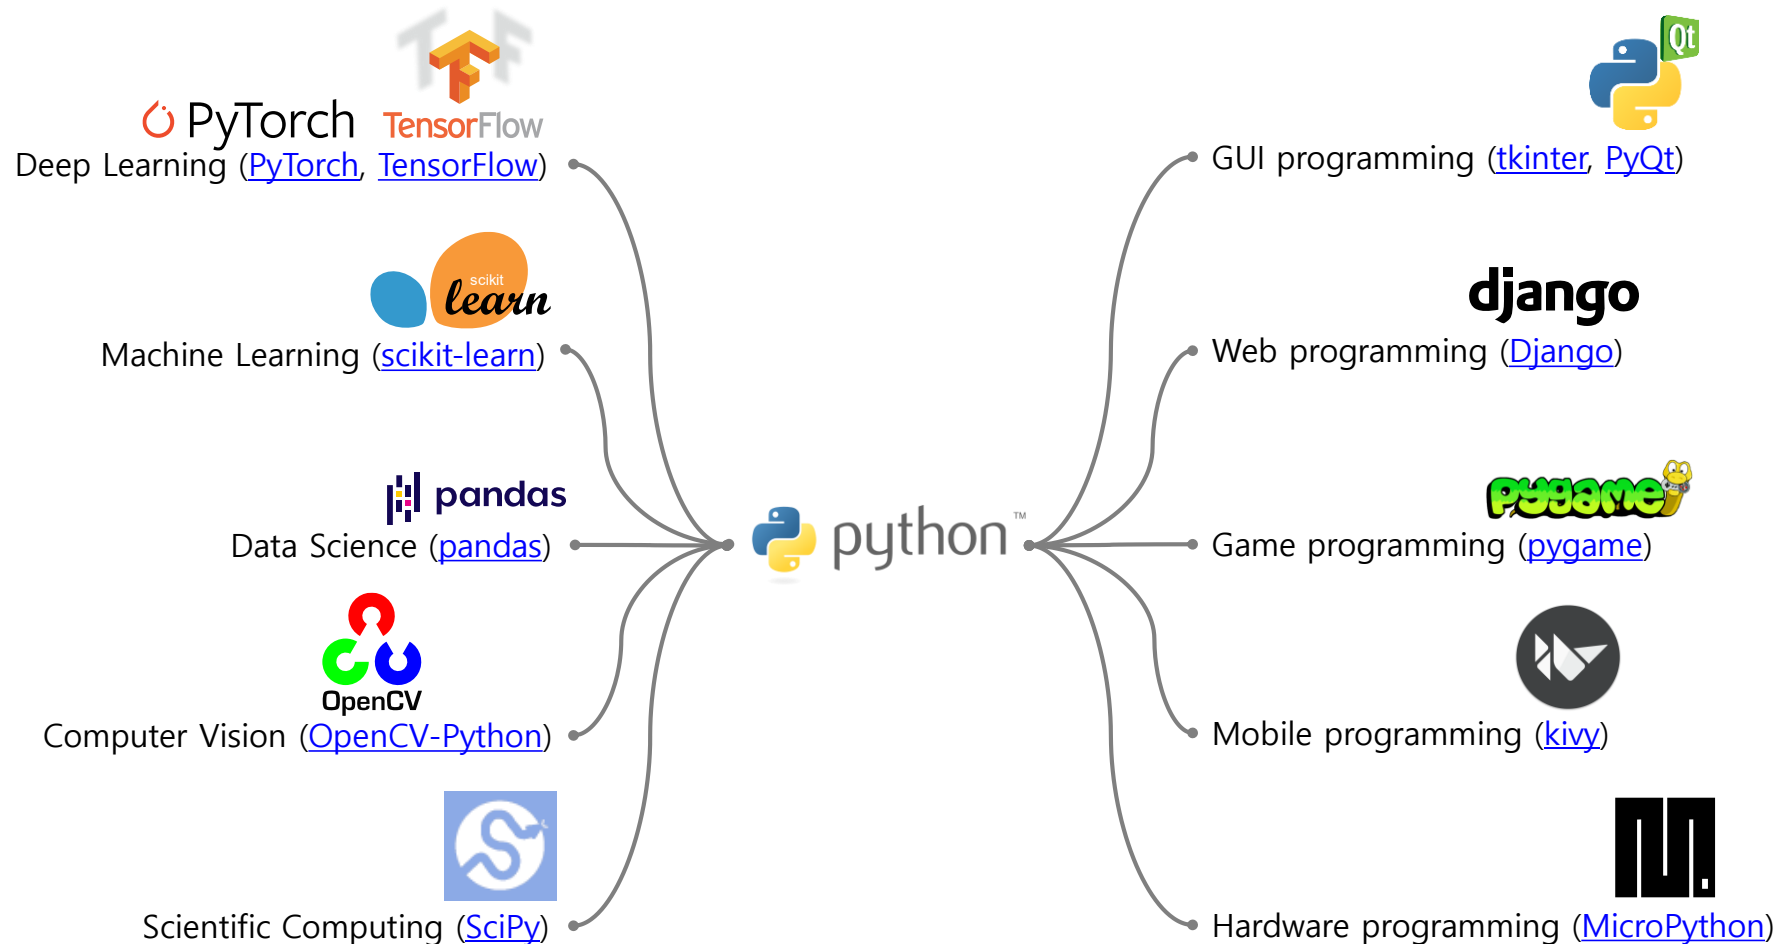 TF
PyTorch
TensorFlow
Deep Learning (PyTorch, TensorFlow)
scikit
learn
Machine Learning (scikit-learn)
pandas
Data Science (pandas)
OpenCV
Computer Vision (OpenCV-Python)
Scientific Computing (SciPy)
python™
Qt
GUI programming (tkinter, PyQt)
django
Web programming (Django)
pygame
Game programming (pygame)
Mobile programming (kivy)
Hardware programming (MicroPython)